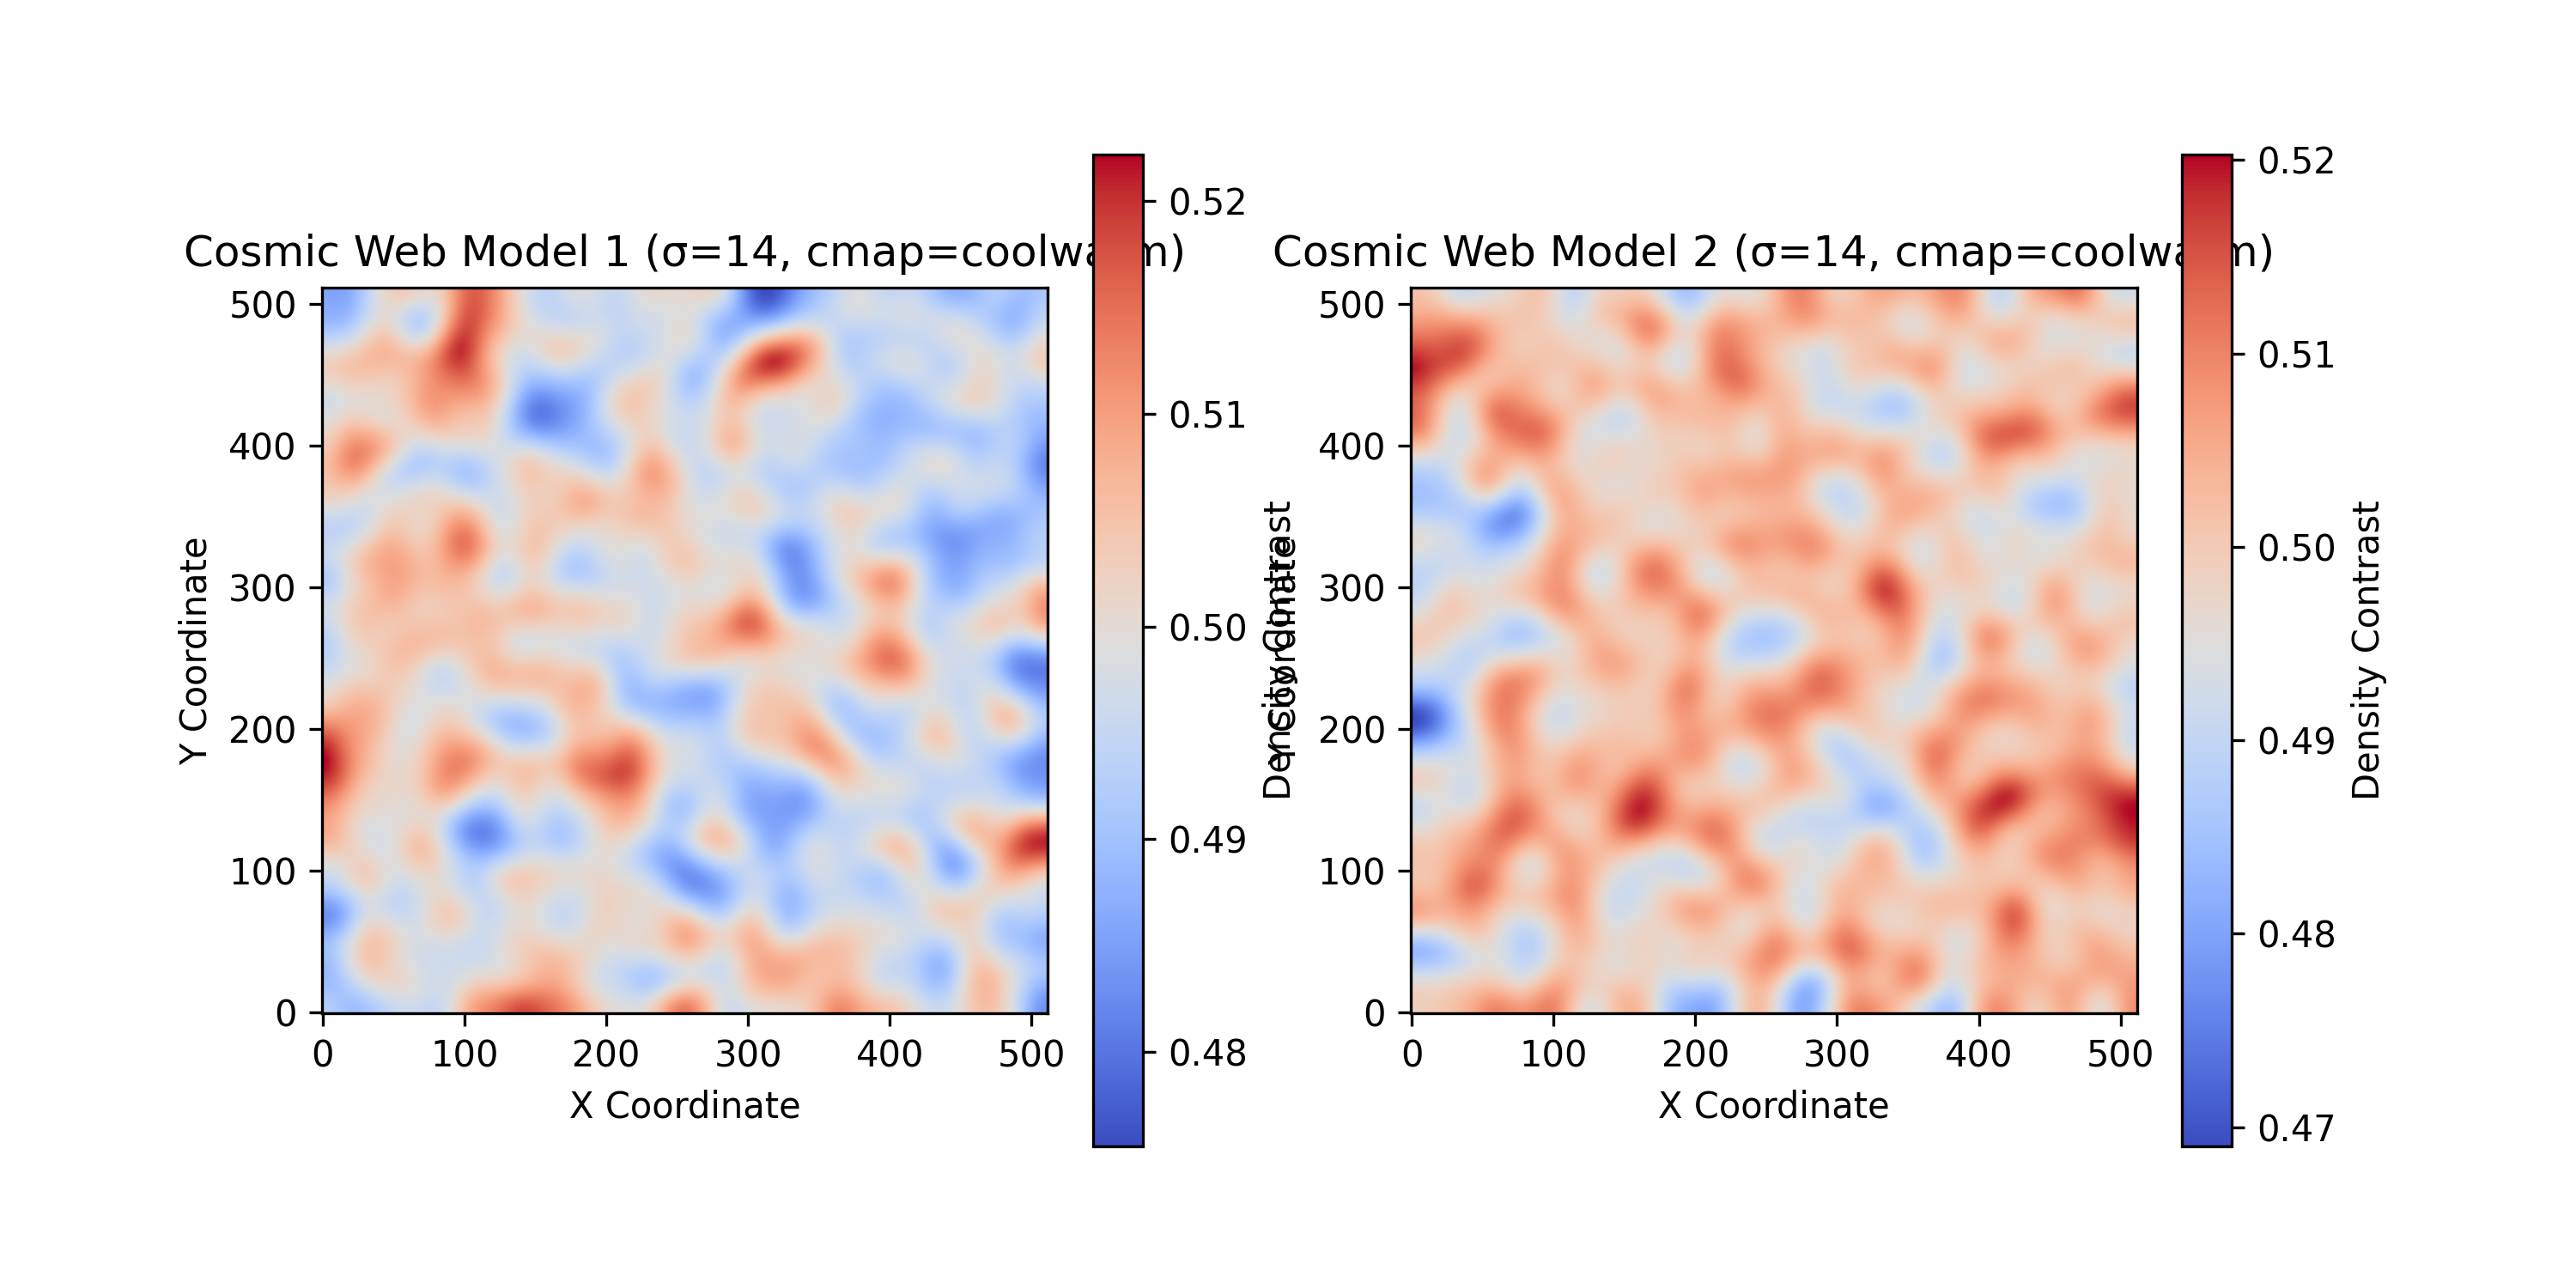 Cosmic Web Model 1 (σ=14, cmap=coolwarm)
Y Coordinate
500
400
300
200
100
0
0 100 200 300 400 500
X Coordinate
0.52
0.51
0.50
0.49
0.48
Density Contrast
Cosmic Web Model 2 (σ=14, cmap=coolwarm)
Y Coordinate
500
400
300
200
100
0
0 100 200 300 400 500
X Coordinate
0.52
0.51
0.50
0.49
0.48
0.47
Density Contrast